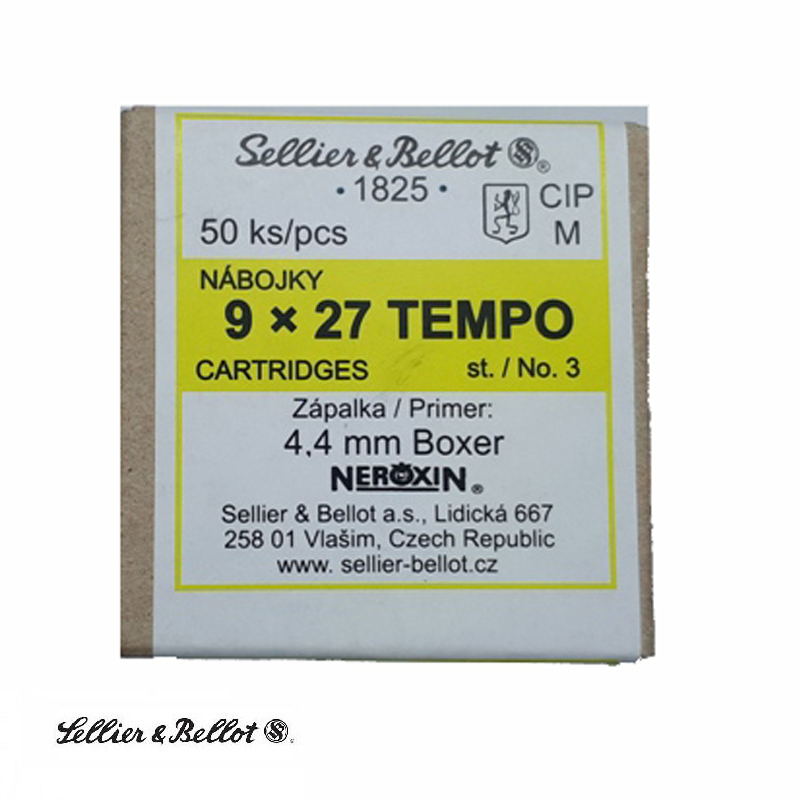 Sellier & Bellot ®
• 1825 •
CIP
50 ks/pcs
M
NÁBOJKY
9 × 27 TEMPO
CARTRIDGES
st. / No. 3
Zápalka / Primer:
4,4 mm Boxer
NEROXIN ®
Sellier & Bellot a.s., Lidická 667
258 01 Vlašim, Czech Republic
www. sellier-bellot.cz
Sellier & Bellot